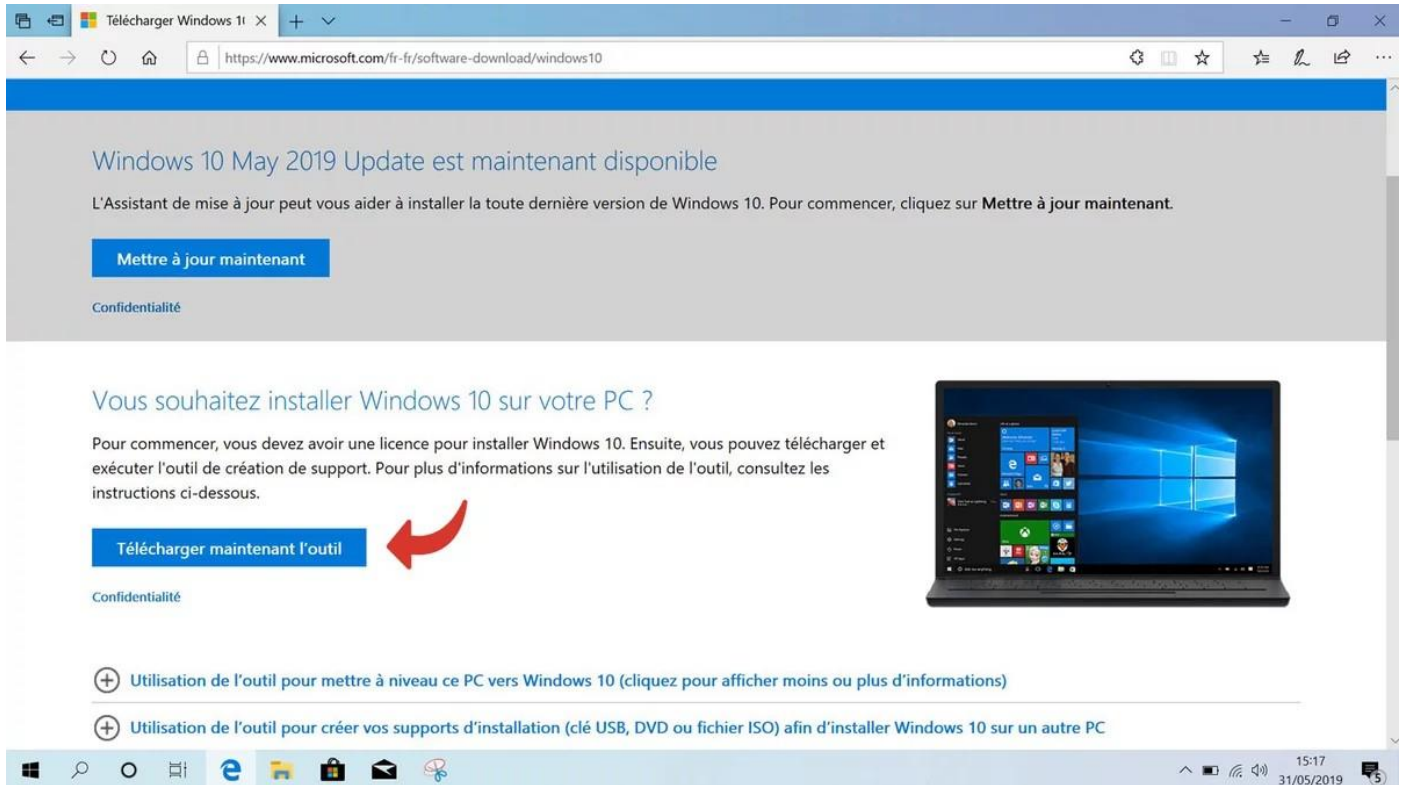 Télécharger Windows 1
https://www.microsoft.com/fr-fr/software-download/windows10
Windows 10 May 2019 Update est maintenant disponible
L'Assistant de mise à jour peut vous aider à installer la toute dernière version de Windows 10. Pour commencer, cliquez sur Mettre à jour maintenant.
Mettre à jour maintenant
Confidentialité
Vous souhaitez installer Windows 10 sur votre PC ?
Pour commencer, vous devez avoir une licence pour installer Windows 10. Ensuite, vous pouvez télécharger et
exécuter l'outil de création de support. Pour plus d'informations sur l'utilisation de l'outil, consultez les
instructions ci-dessous.
Télécharger maintenant l'outil
Confidentialité
Utilisation de l'outil pour mettre à niveau ce PC vers Windows 10 (cliquez pour afficher moins ou plus d'informations)
Utilisation de l'outil pour créer vos supports d'installation (clé USB, DVD ou fichier ISO) afin d'installer Windows 10 sur un autre PC
15:17
31/05/2019
5